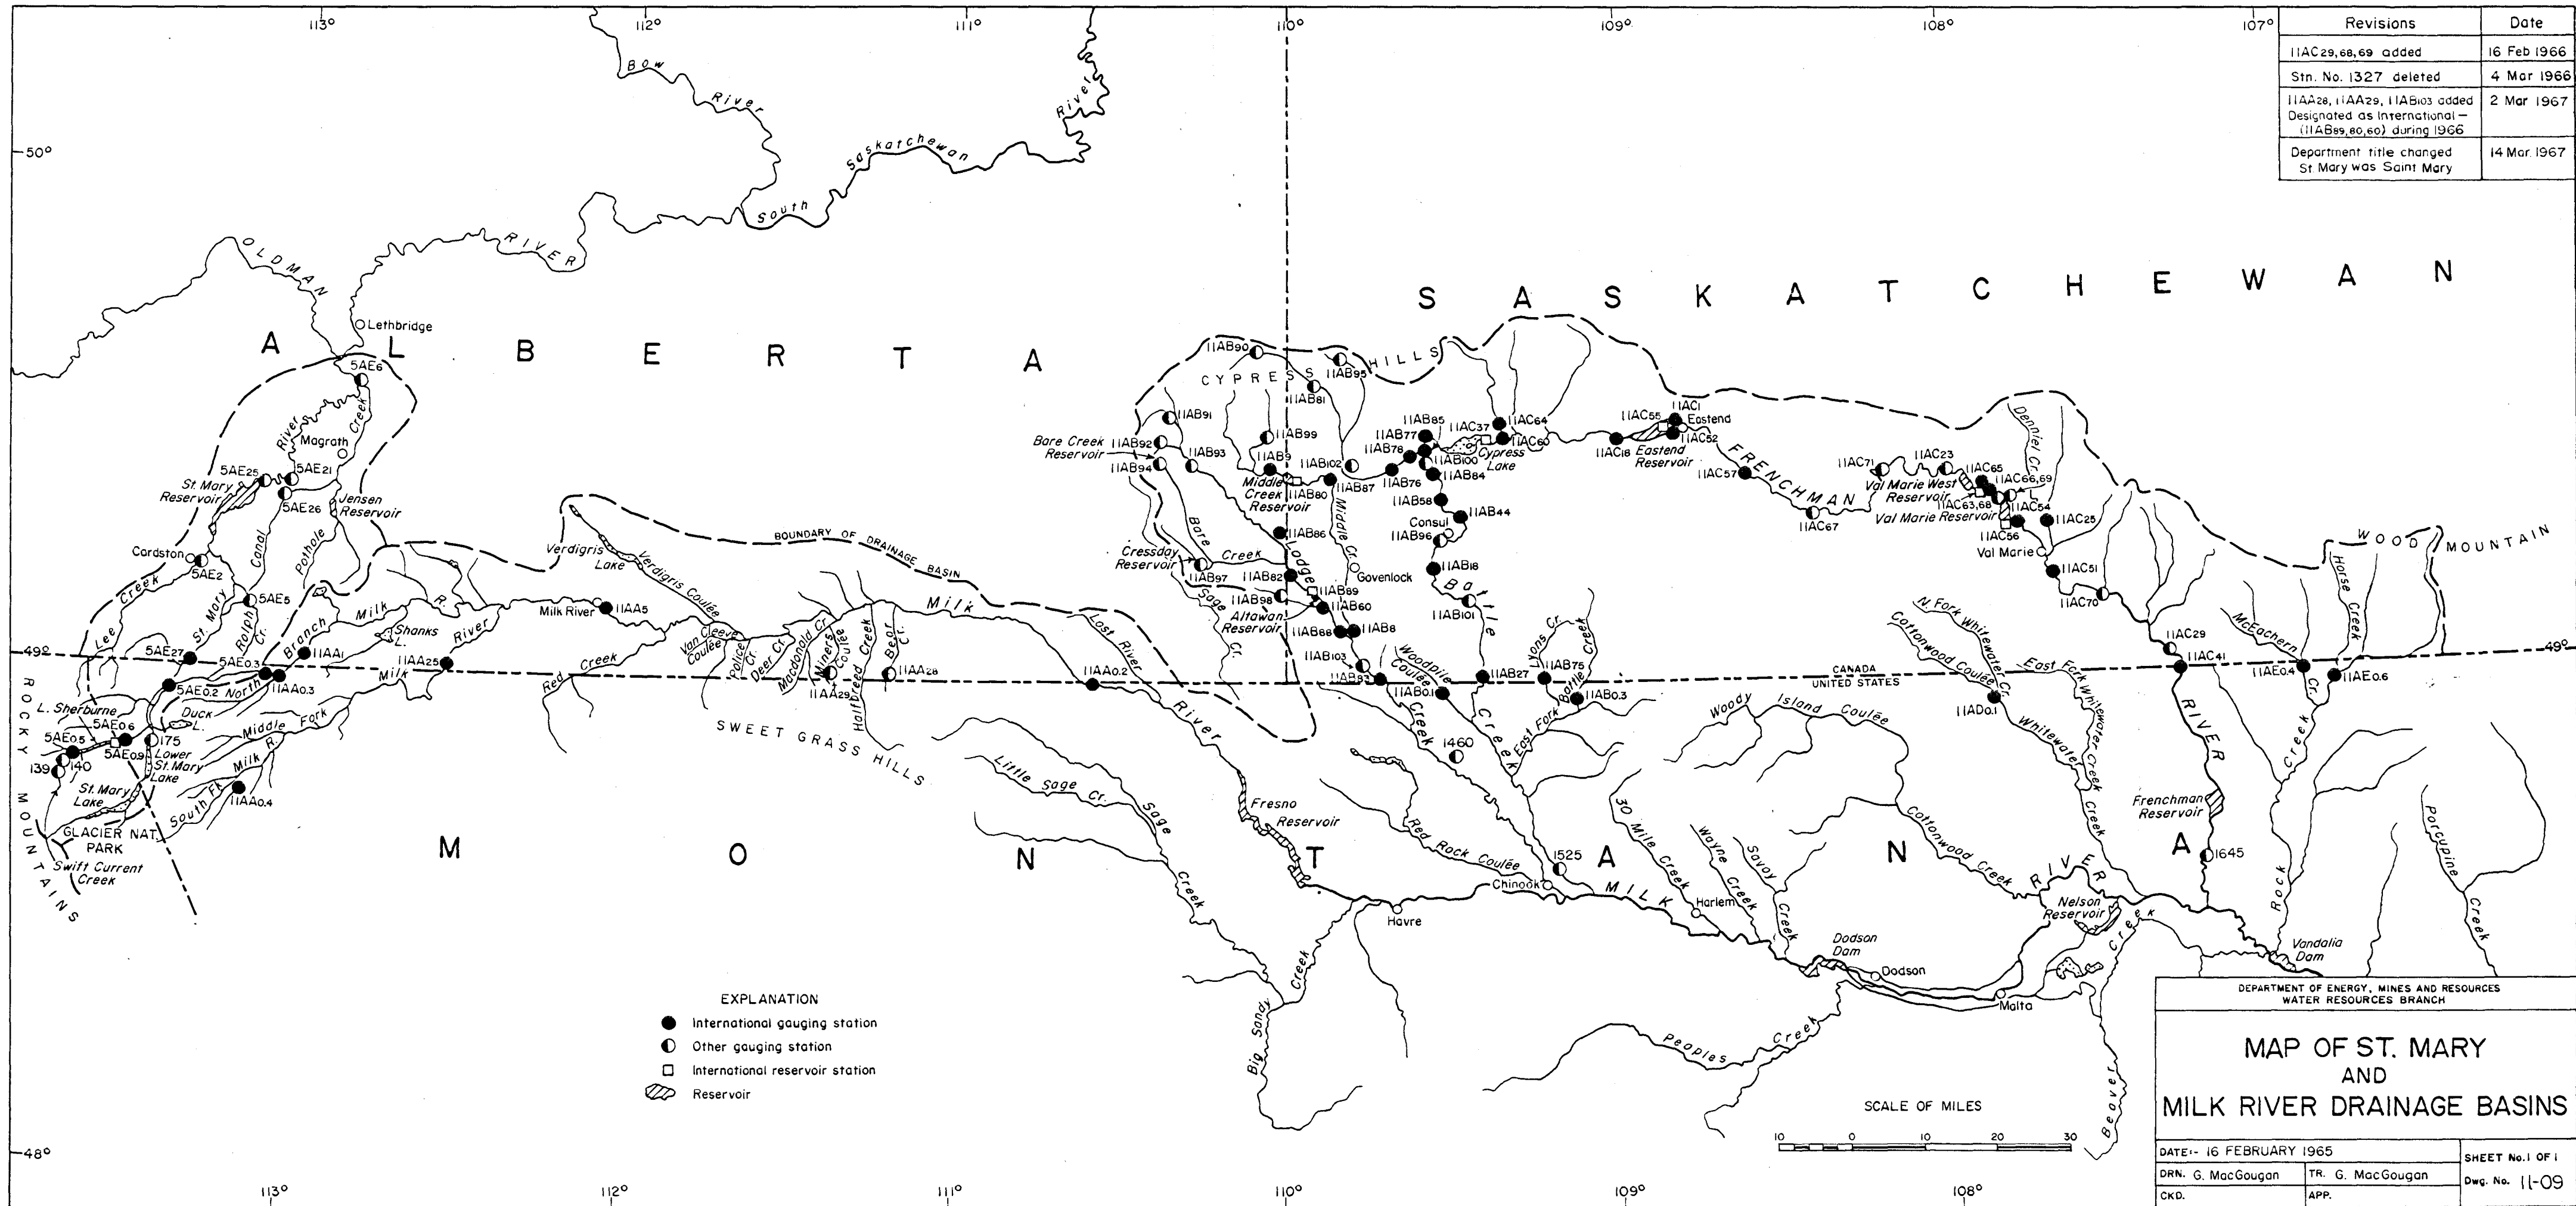 113°
112°
111°
110°
109°
108°
107°
Revisions
Date
11AC29,68,69 added
16 Feb 1966
Stn. No. 1327 deleted
4 Mar 1966
11AA28, 11AA29, 11AB103 added
2 Mar 1967
Designated as International –
(11AB89,80,60) during 1966
Department title changed
14 Mar. 1967
St Mary was Saint Mary
50°
BOW
River
South
Saskatchewan
River
OLDMAN
RIVER
Lethbridge
ALBERTA
SASKATCHEWAN
5AE6
River
Magrath
Creek
5AE25
5AE21
St. Mary
Reservoir
5AE26
Jensen
Reservoir
Canal
Pothole
Cardston
5AE2
Lee
Creek
St. Mary
5AE5
Rolph
Cr.
North
Branch
Milk
R.
Shanks
L.
River
5AE27
5AE0.3
11AA1
5AE0.2
11AA0.3
11AA25
Milk
49°
ROCKY MOUNTAINS
L. Sherburne
Duck
L.
5AE0.6
5AE0.5
5AE0.9
175
Lower
St. Mary
Lake
139
140
St. Mary
Lake
Middle Fork
Milk R.
South Fk
11AA0.4
GLACIER NAT.
PARK
Swift Current
Creek
Verdigris
Lake
Verdigris Coulée
Milk River
11AA5
BOUNDARY OF DRAINAGE BASIN
Red
Creek
Van Cleeve
Coulée
Police
Cr.
Deer Cr.
Macdonald Cr.
Miners
Coulée
Halfbreed Creek
Bear
Cr.
11AA29
11AA28
Milk
Lost River
11AA0.2
River
SWEET GRASS HILLS
CYPRESS
HILLS
11AB90
11AB95
11AB81
11AB91
11AB92
Bare Creek
Reservoir
11AB94
11AB93
11AB99
11AB9
11AB102
Middle
Creek
Reservoir
11AB80
11AB87
11AB76
11AB78
11AB77
11AB85
11AC37
11AC64
11AC60
Cypress
Lake
11AB100
11AB84
11AB58
11AB44
Consul
11AB96
11AB18
Battle
11AB101
Creek
11AB86
Lodge
Middle Cr.
Govenlock
Bare
Creek
Cressday
Reservoir
11AB97
11AB82
11AB89
11AB98
11AB60
Altawan
Reservoir
11AB88
11AB8
Sage
Cr.
11AB103
11AB83
Woodpile
Coulée
11AB0.1
Creek
11AB27
Lyons Cr.
11AB75
Creek
Battle
East Fork
11AB0.3
1460
11AC18
Eastend
Reservoir
11AC55
11AC1
Eastend
11AC52
11AC57
FRENCHMAN
11AC67
11AC71
11AC23
11AC65
Val Marie West
Reservoir
11AC66,69
11AC63,68
11AC54
Val Marie Reservoir
11AC25
11AC56
Val Marie
Denniel Cr.
11AC51
11AC70
11AC29
11AC41
WOOD MOUNTAIN
Horse
Creek
McEachern
Cr.
11AE0.4
11AE0.6
49°
CANADA
UNITED STATES
N. Fork Whitewater Cr.
Cottonwood Coulée
East Fork Whitewater Creek
11AD0.1
Whitewater
Creek
RIVER
Woody Island Coulée
Frenchman
Reservoir
1645
Creek
Rock
Porcupine
Creek
MONTANA
Little Sage Cr.
Sage
Creek
Fresno
Reservoir
Red Rock Coulée
1525
Chinook
Havre
MILK
RIVER
30 Mile Creek
Wayne
Creek
Savoy
Creek
Harlem
Cottonwood Creek
Nelson
Reservoir
Dodson
Dam
Dodson
Malta
Creek
Beaver
Vandalia
Dam
Big Sandy
Creek
Peoples
Creek
EXPLANATION
International gauging station
Other gauging station
International reservoir station
Reservoir
SCALE OF MILES
10 0 10 20 30
DEPARTMENT OF ENERGY, MINES AND RESOURCES
WATER RESOURCES BRANCH
MAP OF ST. MARY
AND
MILK RIVER DRAINAGE BASINS
DATE:- 16 FEBRUARY 1965
SHEET No.1 OF 1
DRN. G. MacGougan
TR. G. MacGougan
Dwg. No. 11-09
CKD.
APP.
48°
113°
112°
111°
110°
109°
108°